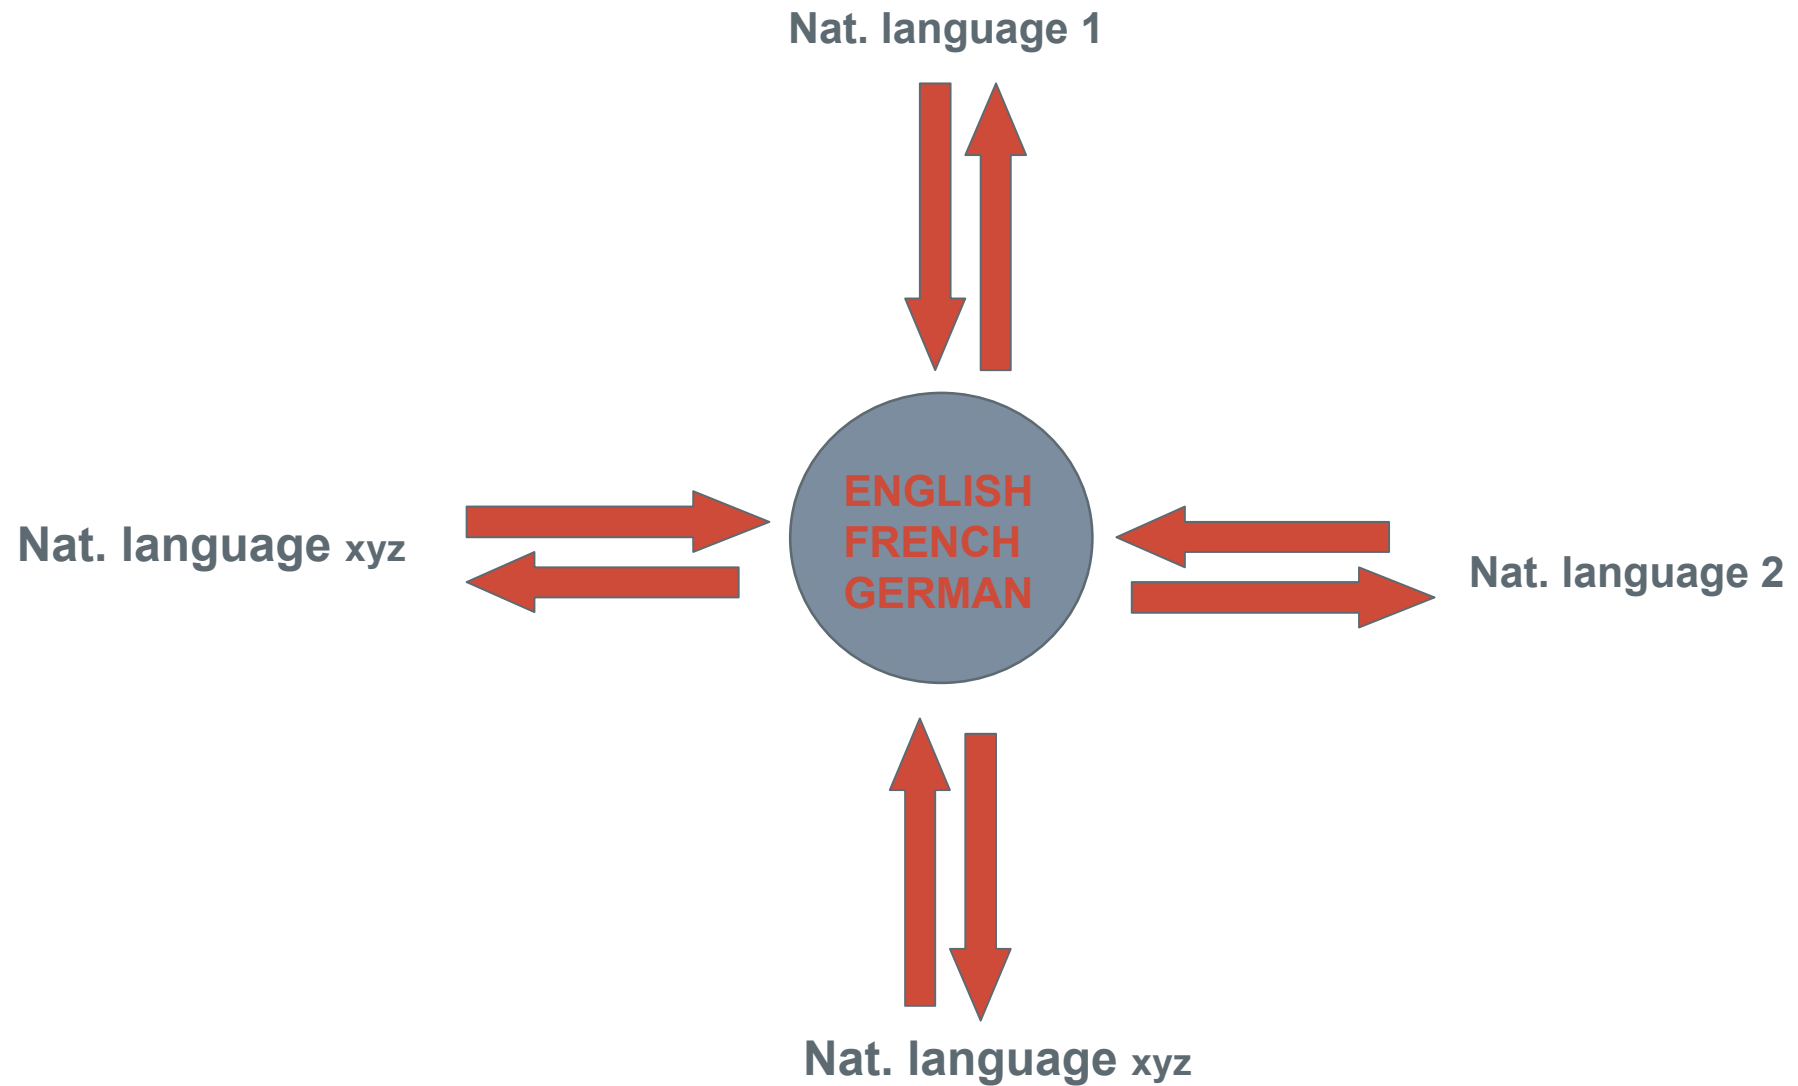 Nat. language 1
ENGLISH
FRENCH
GERMAN
Nat. language xyz
Nat. language 2
Nat. language xyz